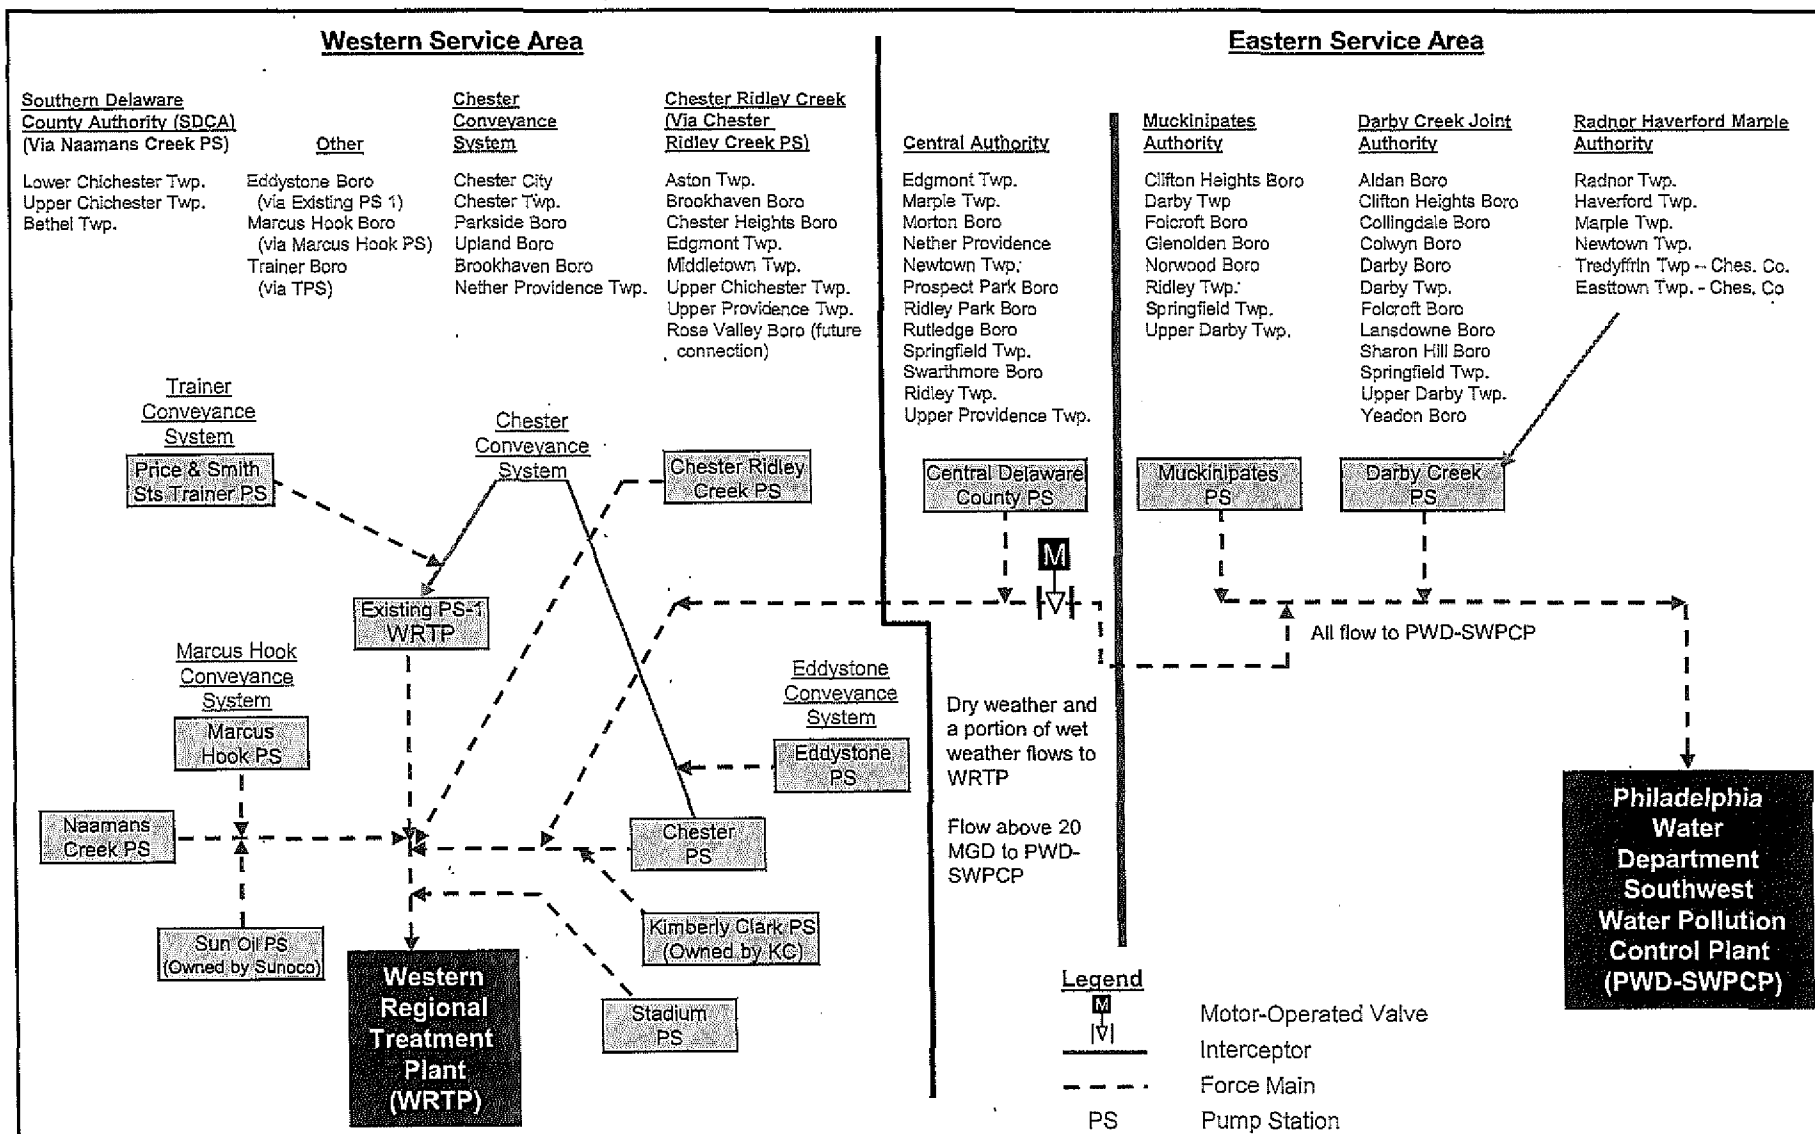 Western Service Area
Eastern Service Area
Southern Delaware
County Authority (SDCA)
(Via Naamans Creek PS)
Lower Chichester Twp.
Upper Chichester Twp.
Bethel Twp.
Other
Eddystone Boro
(via Existing PS 1)
Marcus Hook Boro
(via Marcus Hook PS)
Trainer Boro
(via TPS)
Chester
Conveyance
System
Chester City
Chester Twp.
Parkside Boro
Upland Boro
Brookhaven Boro
Nether Providence Twp.
Chester Ridley Creek
(Via Chester
Ridley Creek PS)
Aston Twp.
Brookhaven Boro
Chester Heights Boro
Edgmont Twp.
Middletown Twp.
Upper Chichester Twp.
Upper Providence Twp.
Rose Valley Boro (future
connection)
Central Authority
Edgmont Twp.
Marple Twp.
Morton Boro
Nether Providence
Newtown Twp.
Prospect Park Boro
Ridley Park Boro
Rutledge Boro
Springfield Twp.
Swarthmore Boro
Ridley Twp.
Upper Providence Twp.
Muckinipates
Authority
Clifton Heights Boro
Darby Twp
Folcroft Boro
Glenolden Boro
Norwood Boro
Ridley Twp.
Springfield Twp.
Upper Darby Twp.
Darby Creek Joint
Authority
Aldan Boro
Clifton Heights Boro
Collingdale Boro
Colwyn Boro
Darby Boro
Darby Twp.
Folcroft Boro
Lansdowne Boro
Sharon Hill Boro
Springfield Twp.
Upper Darby Twp.
Yeadon Boro
Radnor Haverford Marple
Authority
Radnor Twp.
Haverford Twp.
Marple Twp.
Newtown Twp.
Tredyffrin Twp -- Ches. Co.
Easttown Twp. - Ches. Co
Trainer
Conveyance
System
Price & Smith
Sts Trainer PS
Chester
Conveyance
System
Chester Ridley
Creek PS
Central Delaware
County PS
Muckinipates
PS
Darby Creek
PS
M
Existing PS-1
WRTP
All flow to PWD-SWPCP
Marcus Hook
Conveyance
System
Marcus
Hook PS
Eddystone
Conveyance
System
Eddystone
PS
Dry weather and
a portion of wet
weather flows to
WRTP
Flow above 20
MGD to PWD-
SWPCP
Naamans
Creek PS
Chester
PS
Sun Oil PS
(Owned by Sunoco)
Kimberly Clark PS
(Owned by KC)
Stadium
PS
Western
Regional
Treatment
Plant
(WRTP)
Philadelphia
Water
Department
Southwest
Water Pollution
Control Plant
(PWD-SWPCP)
Legend
M
Motor-Operated Valve
Interceptor
Force Main
PS Pump Station